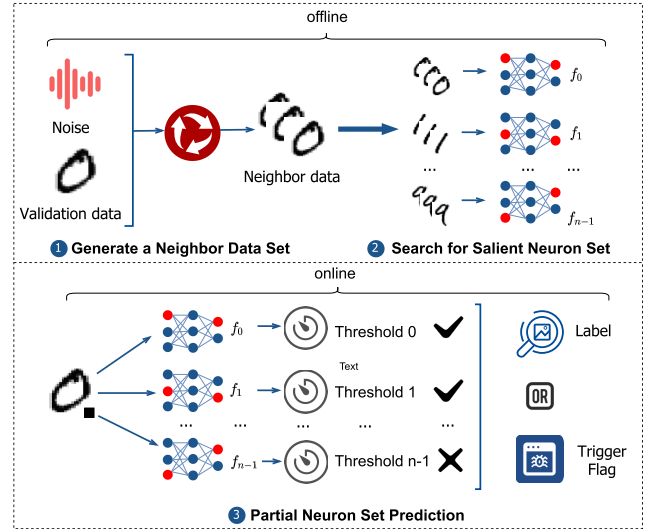 offline
Noise
Validation data
Neighbor data
f0
f1
... ... ...
fn−1
1 Generate a Neighbor Data Set
2 Search for Salient Neuron Set
online
f0 Threshold 0
Text
f1 Threshold 1
... ... ... ... ...
fn−1 Threshold n-1
Label
OR
Trigger
Flag
3 Partial Neuron Set Prediction